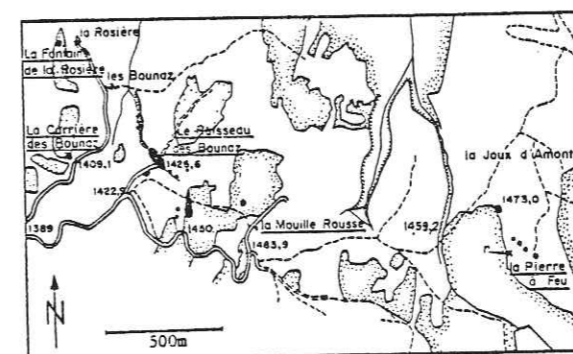 la Rosière
La Fontaine
de la Rosière
les Bounaz
La Carrière
des Bounaz
Le Ruisseau
des Bounaz
1409,1
1425,6
1422,9
la Joux d'Amont
1473,0
1389
1450
la Mouille Rousse
1459,2
1463,9
la Pierre
à Feu
N
500m